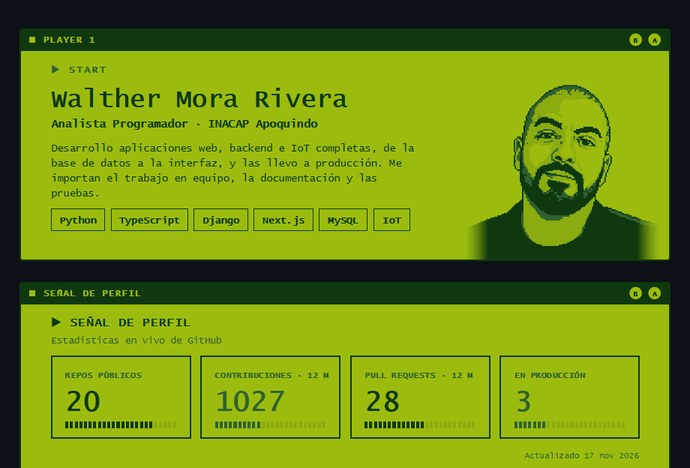 PLAYER 1
B A
▶ START
Walther Mora Rivera
Analista Programador · INACAP Apoquindo
Desarrollo aplicaciones web, backend e IoT completas, de la
base de datos a la interfaz, y las llevo a producción. Me
importan el trabajo en equipo, la documentación y las
pruebas.
Python TypeScript Django Next.js MySQL IoT
SEÑAL DE PERFIL
B A
▶ SEÑAL DE PERFIL
Estadísticas en vivo de GitHub
REPOS PÚBLICOS CONTRIBUCIONES · 12 M PULL REQUESTS · 12 M EN PRODUCCIÓN
20 1027 28 3
Actualizado 17 nov 2026